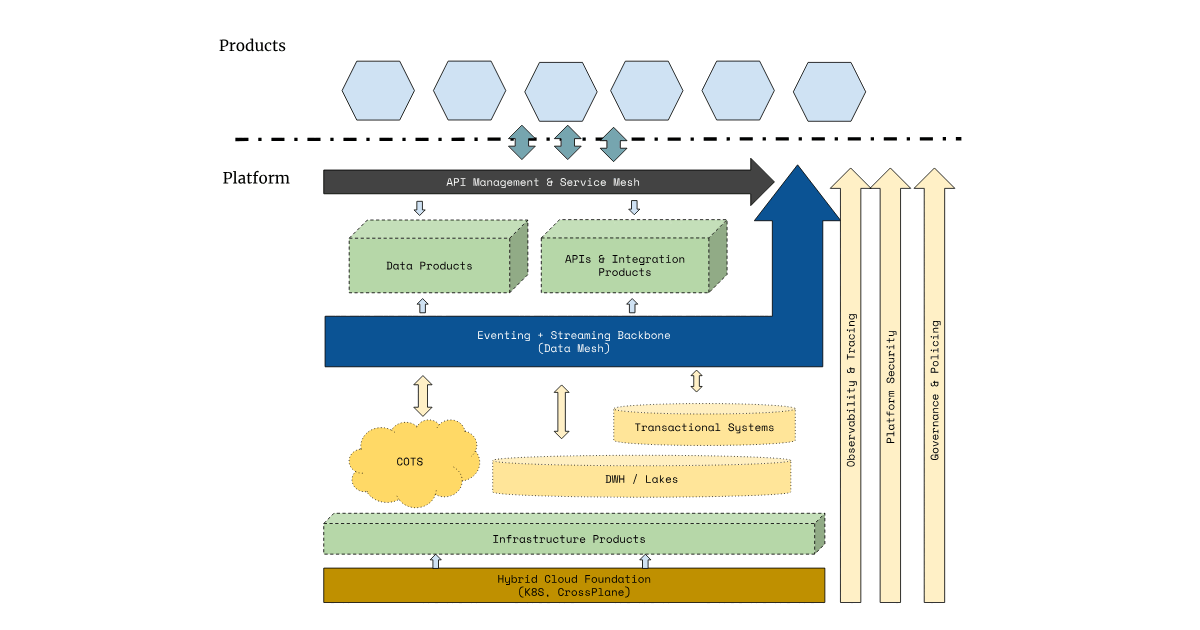 Products
Platform
API Management & Service Mesh
Data Products
APIs & Integration
Products
Eventing + Streaming Backbone
(Data Mesh)
Transactional Systems
COTS
DWH / Lakes
Infrastructure Products
Hybrid Cloud Foundation
(K8S, CrossPlane)
Observability & Tracing
Platform Security
Governance & Policing